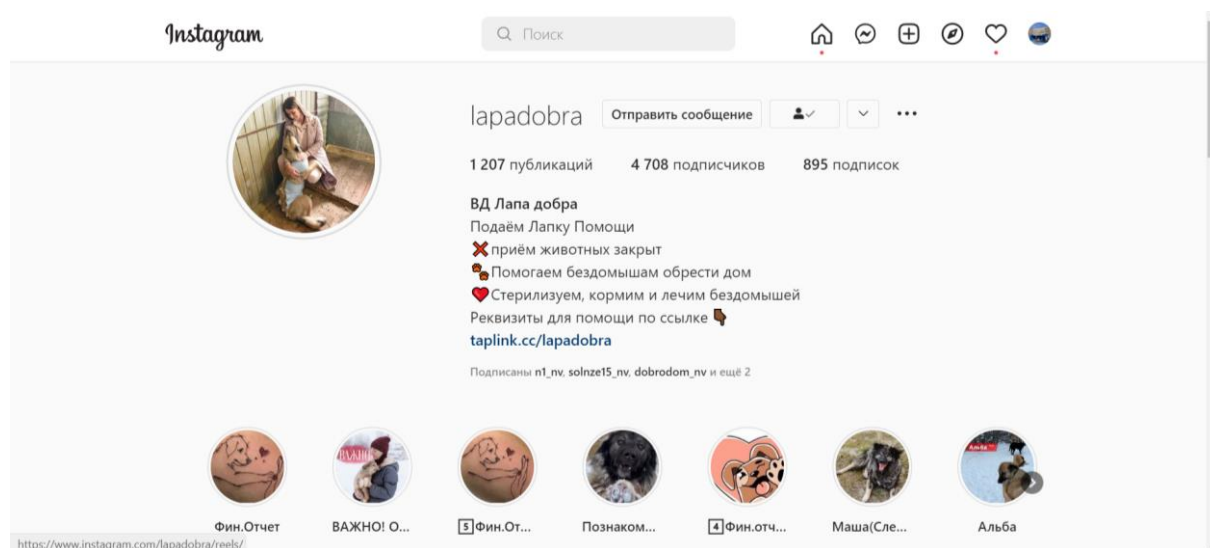 Instagram
Поиск
lapadobra Отправить сообщение
1 207 публикаций 4 708 подписчиков 895 подписок
ВД Лапа добра
Подаём Лапку Помощи
❌приём животных закрыт
🐾Помогаем бездомышам обрести дом
❤️Стерилизуем, кормим и лечим бездомышей
Реквизиты для помощи по ссылке 👇🏿
taplink.cc/lapadobra
Подписаны n1_nv, solnze15_nv, dobrodom_nv и ещё 2
Фин.Отчет ВАЖНО! О... 5️⃣Фин.От... Познаком... 4️⃣Фин.отч... Маша(Сле... Альба
https://www.instagram.com/lapadobra/reels/